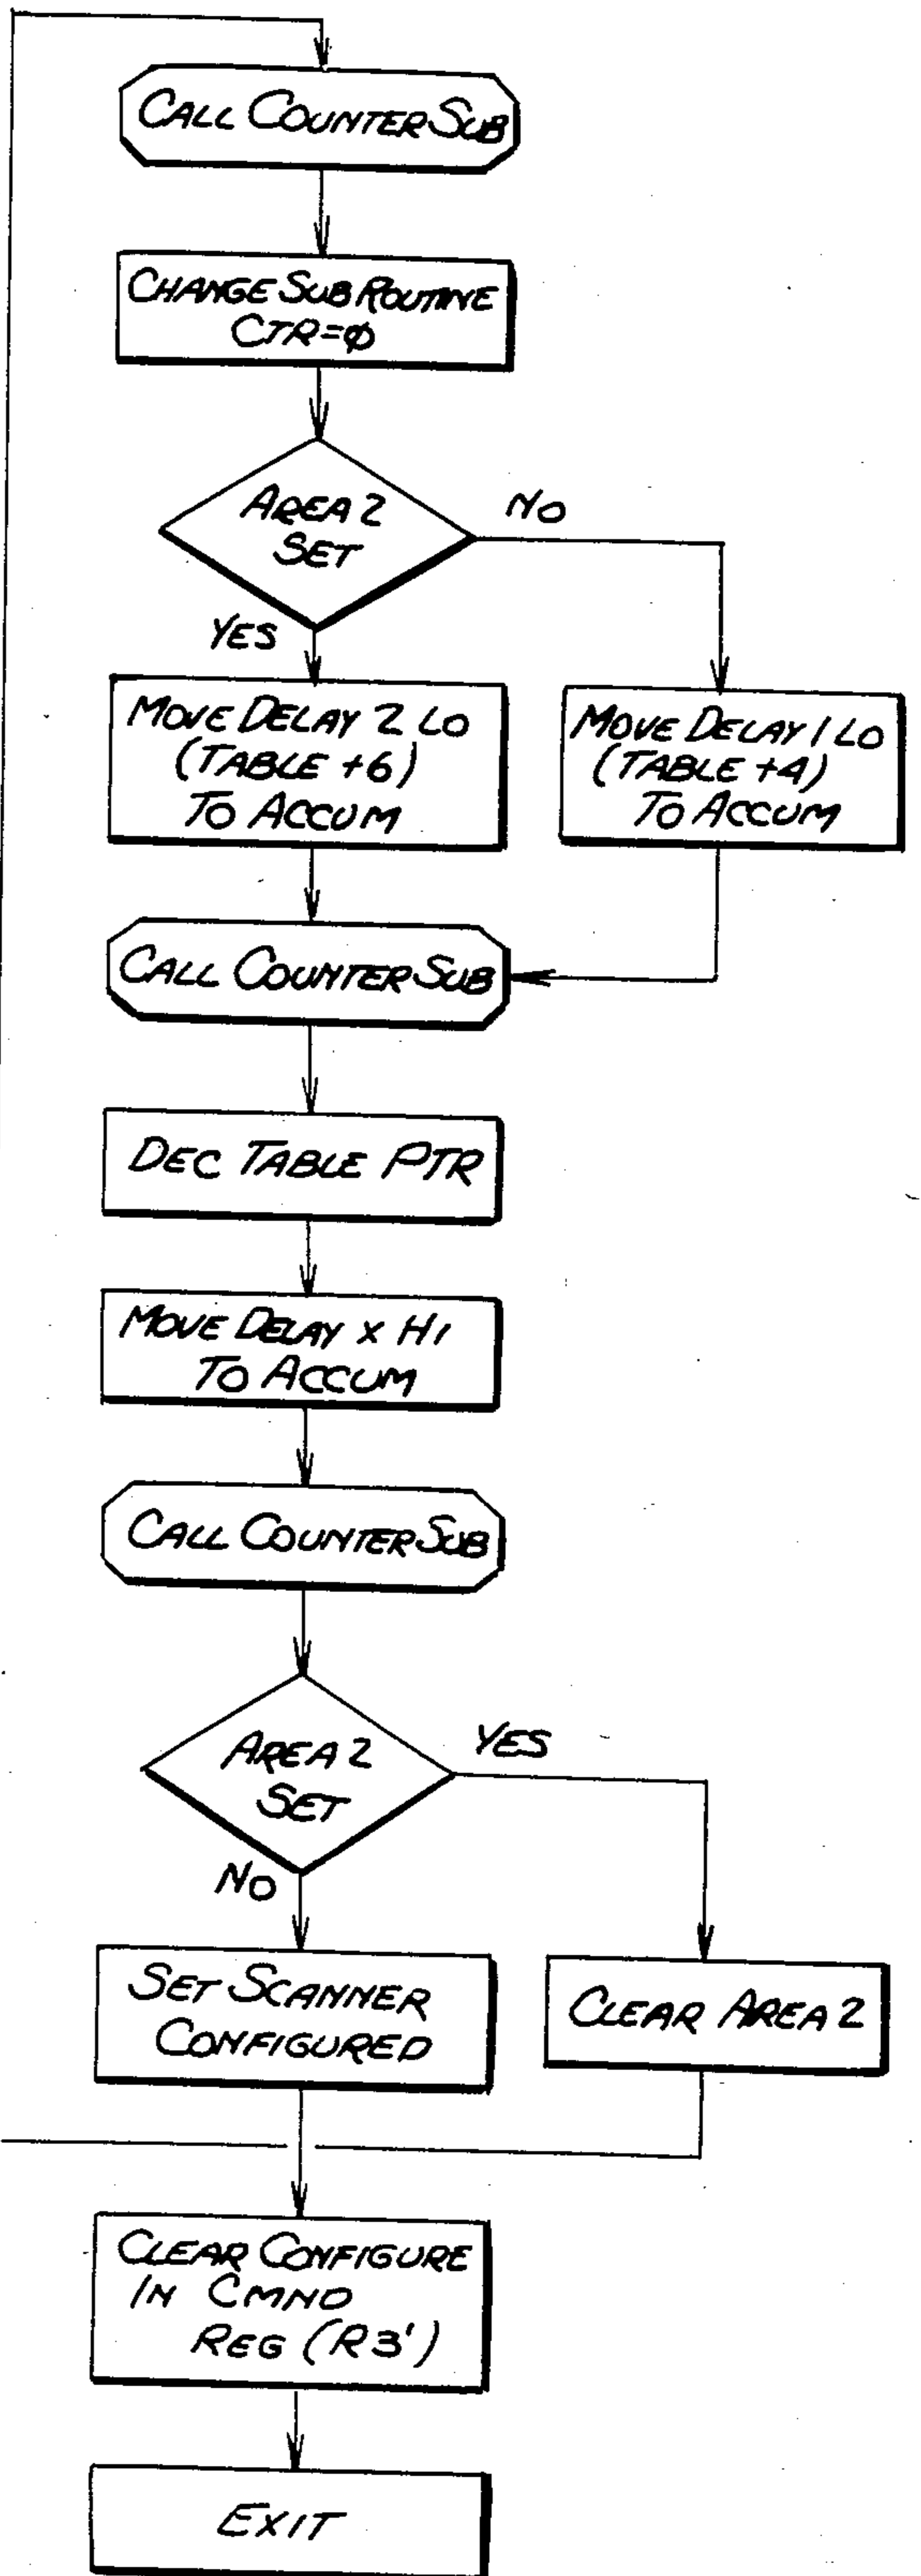 CALL COUNTER SUB
CHANGE SUBROUTINE
CTR=Ø
AREA 2
SET
NO
YES
MOVE DELAY 2 LO
(TABLE +6)
TO ACCUM
MOVE DELAY 1 LO
(TABLE +4)
TO ACCUM
CALL COUNTER SUB
DEC TABLE PTR
MOVE DELAY X HI
TO ACCUM
CALL COUNTER SUB
AREA 2
SET
YES
NO
SET SCANNER
CONFIGURED
CLEAR AREA 2
CLEAR CONFIGURE
IN CMND
REG (R3')
EXIT